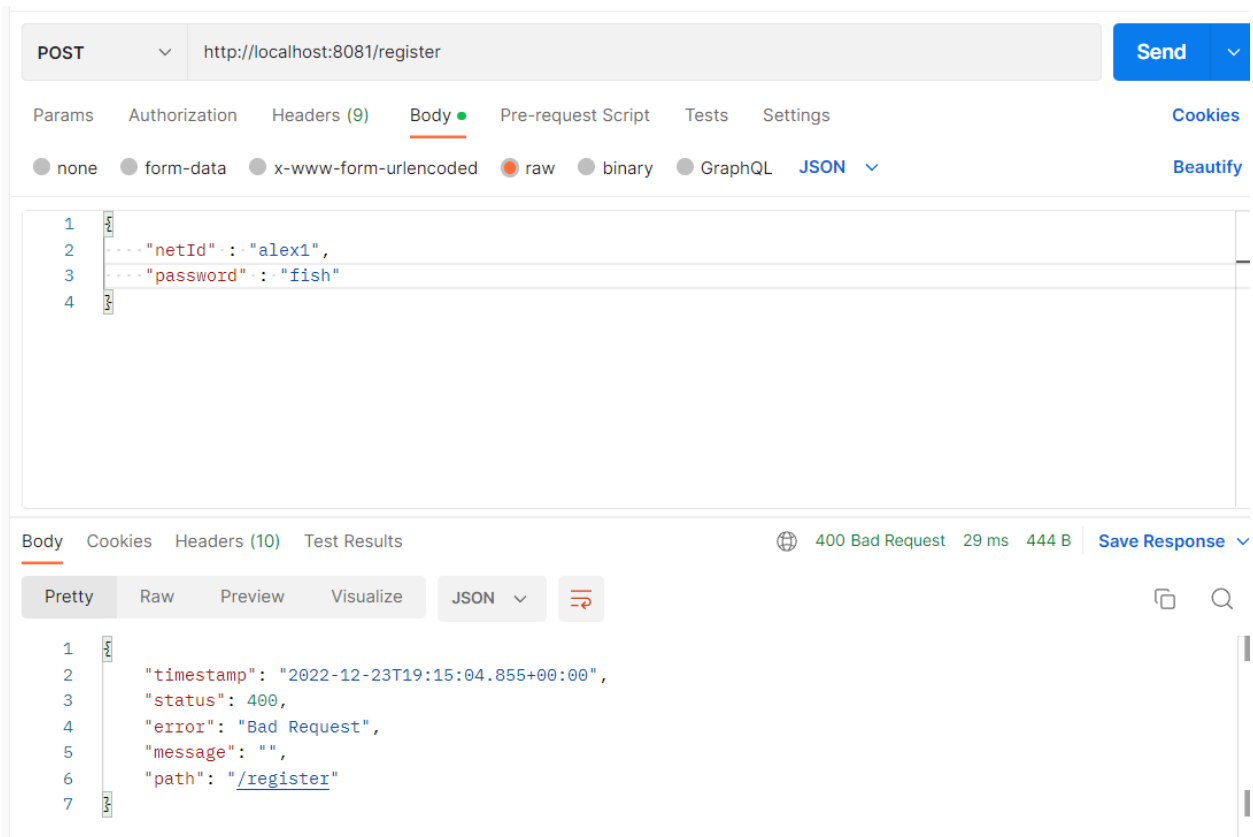 POST http://localhost:8081/register Send
Params Authorization Headers (9) Body Pre-request Script Tests Settings Cookies
none form-data x-www-form-urlencoded raw binary GraphQL JSON Beautify
1 {
2 "netId" : "alex1",
3 "password" : "fish"
4 }
Body Cookies Headers (10) Test Results 400 Bad Request 29 ms 444 B Save Response
Pretty Raw Preview Visualize JSON
1 {
2 "timestamp": "2022-12-23T19:15:04.855+00:00",
3 "status": 400,
4 "error": "Bad Request",
5 "message": "",
6 "path": "/register"
7 }